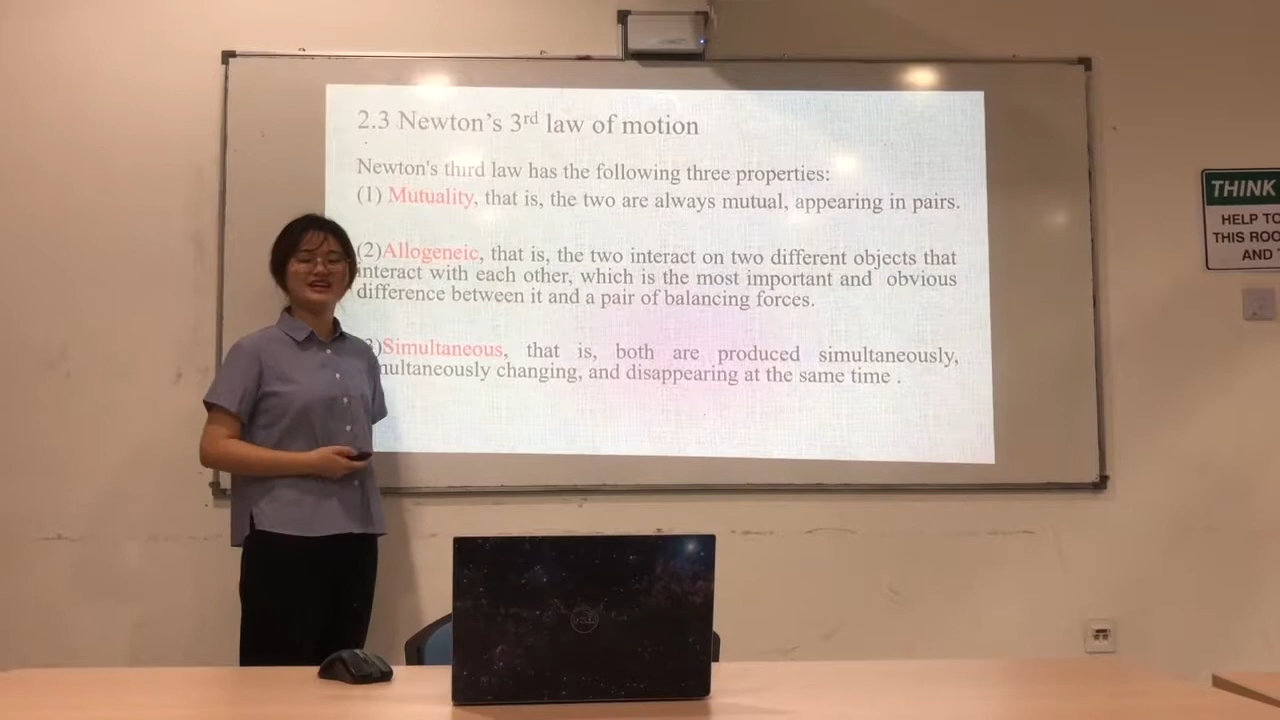 2.3 Newton's 3rd law of motion
Newton's third law has the following three properties:
(1) Mutuality, that is, the two are always mutual, appearing in pairs.
(2)Allogeneic, that is, the two interact on two different objects that
interact with each other, which is the most important and obvious
difference between it and a pair of balancing forces.
3)Simultaneous, that is, both are produced simultaneously,
multaneously changing, and disappearing at the same time .
THINK
HELP TO
THIS ROO
AND
DELL